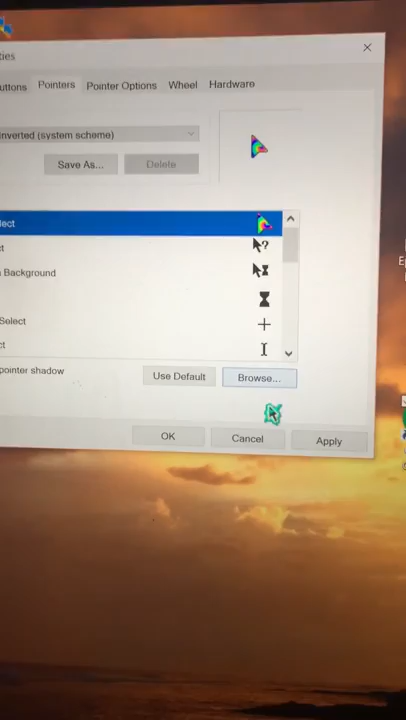 ties
uttons Pointers Pointer Options Wheel Hardware
nverted (system scheme)
Save As... Delete
lect
t
Background
Select
ct
pointer shadow
Use Default Browse...
OK Cancel Apply